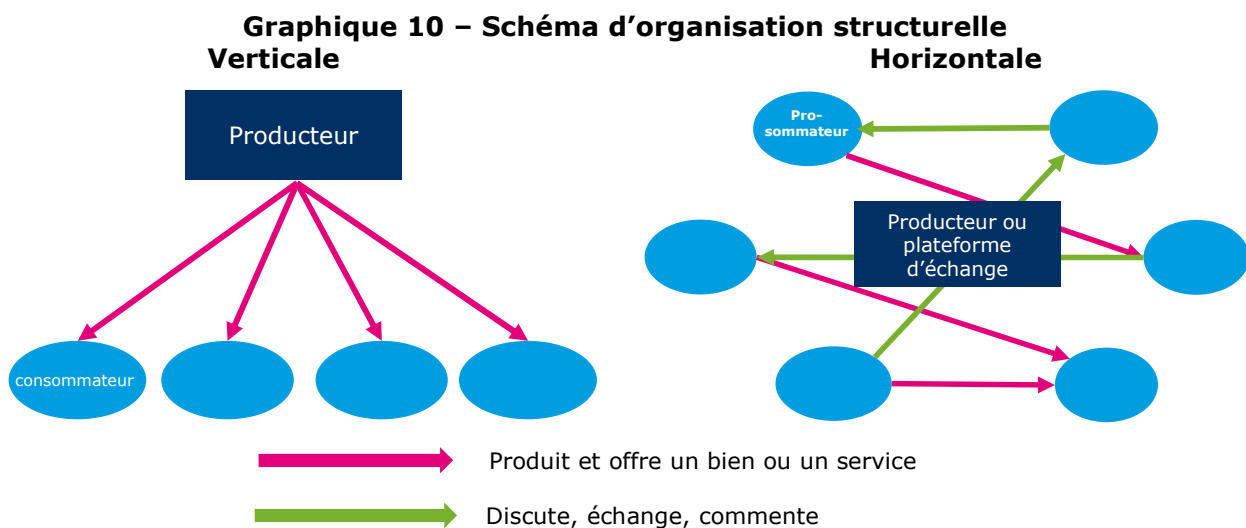 Graphique 10 – Schéma d’organisation structurelle
Verticale
Horizontale
Producteur
consommateur
Pro-
sommateur
Producteur ou
plateforme
d’échange
Produit et offre un bien ou un service
Discute, échange, commente